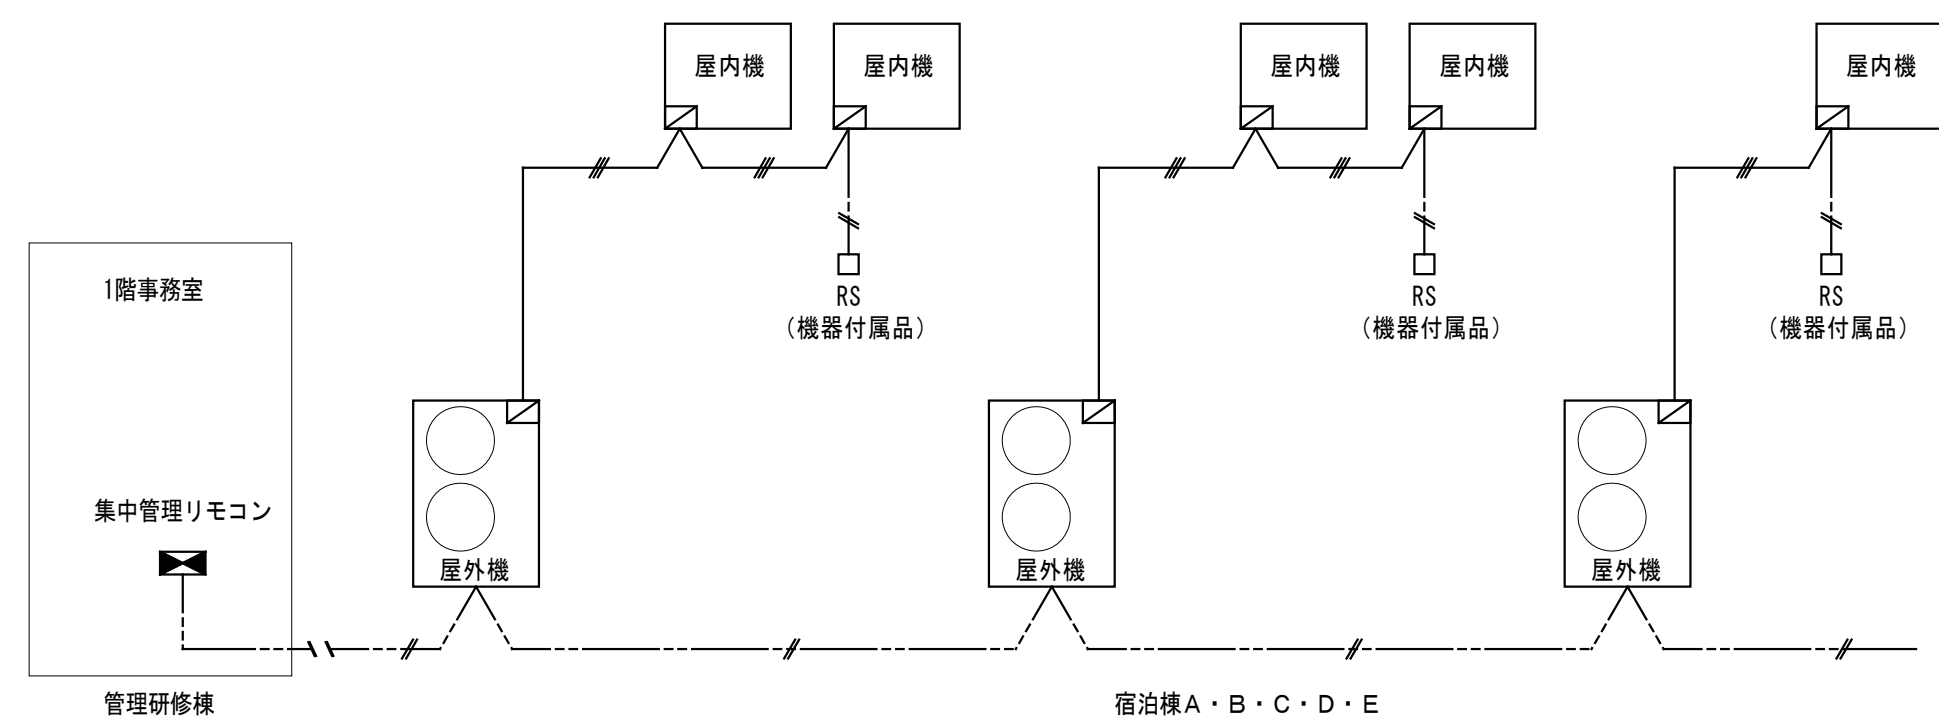 屋内機
屋内機
屋内機
屋内機
屋内機
1階事務室
RS
(機器付属品)
RS
(機器付属品)
RS
(機器付属品)
集中管理リモコン
屋外機
屋外機
屋外機
管理研修棟
宿泊棟A・B・C・D・E